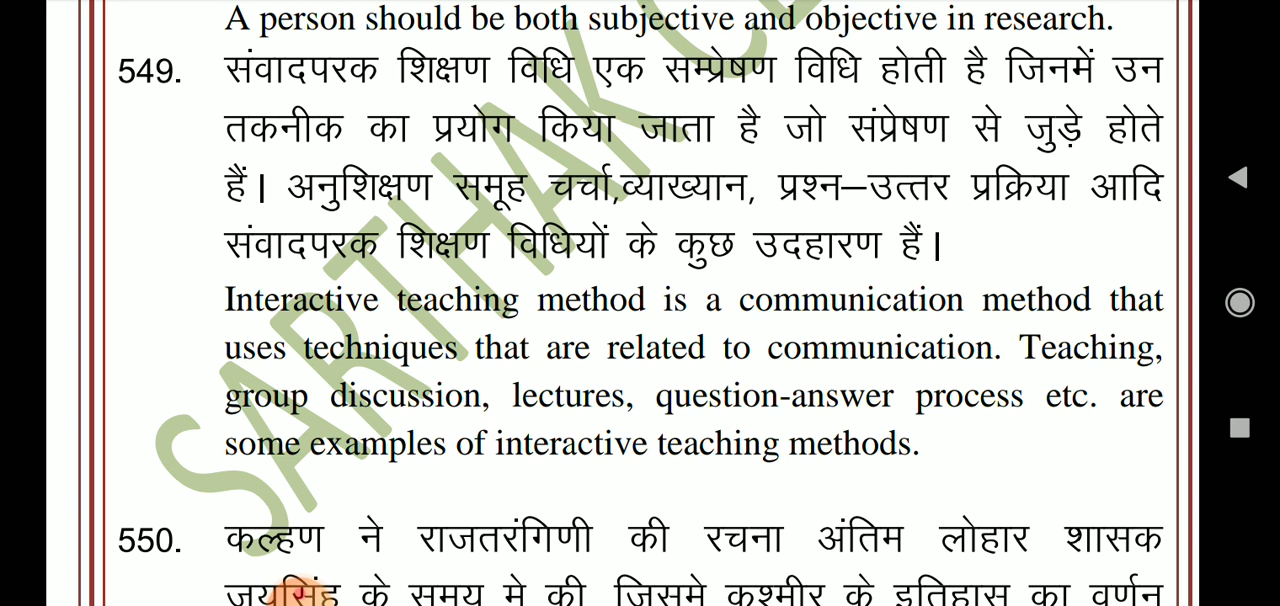 A person should be both subjective and objective in research.
549. संवादपरक शिक्षण विधि एक सम्प्रेषण विधि होती है जिनमें उन
तकनीक का प्रयोग किया जाता है जो संप्रेषण से जुड़े होते
हैं। अनुशिक्षण समूह चर्चा,व्याख्यान, प्रश्न–उत्तर प्रक्रिया आदि
संवादपरक शिक्षण विधियों के कुछ उदहारण हैं।
Interactive teaching method is a communication method that
uses techniques that are related to communication. Teaching,
group discussion, lectures, question-answer process etc. are
some examples of interactive teaching methods.
550. कल्हण ने राजतरंगिणी की रचना अंतिम लोहार शासक
जयसिंह के समय मे की जिसमे कश्मीर के इतिहास का वर्णन
SARTHAK